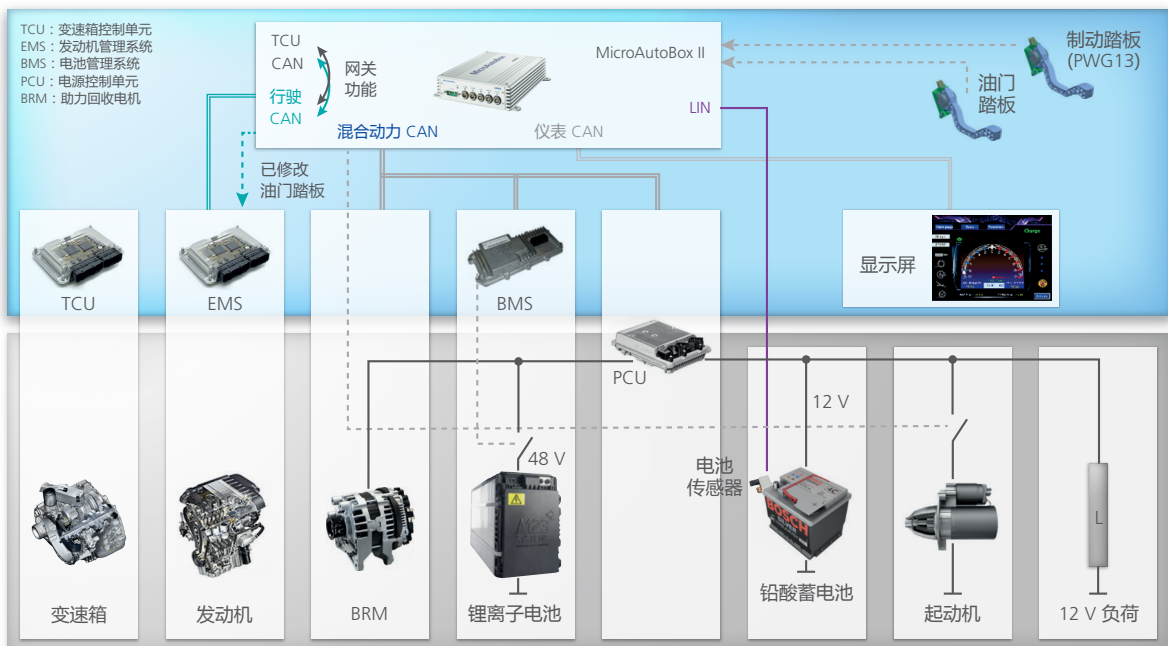 TCU：变速箱控制单元
EMS：发动机管理系统
BMS：电池管理系统
PCU：电源控制单元
BRM：助力回收电机
TCU
CAN
行驶
CAN
网关
功能
MicroAutoBox
MicroAutoBox II
LIN
混合动力 CAN
仪表 CAN
制动踏板
(PWG13)
油门
踏板
已修改
油门踏板
TCU
EMS
BMS
显示屏
Charge
PCU
12 V
48 V
电池
传感器
A123
BOSCH
L
变速箱
发动机
BRM
锂离子电池
铅酸蓄电池
起动机
12 V 负荷